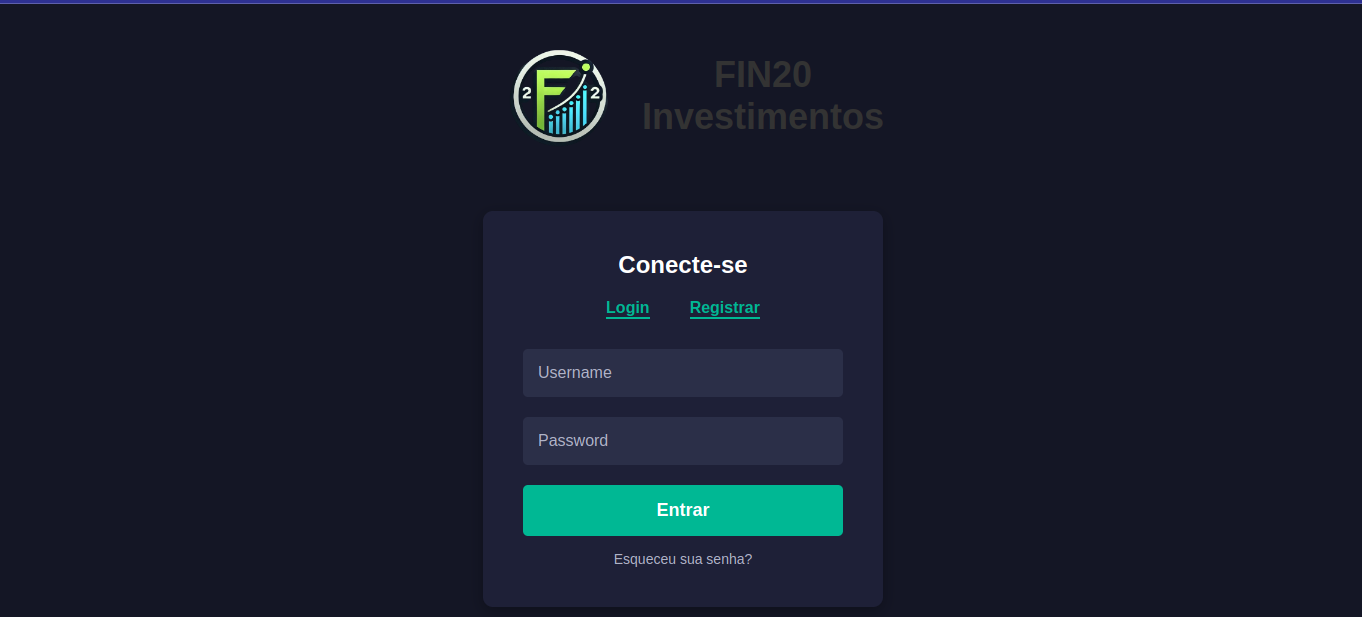 2 F 2
FIN20
Investimentos
Conecte-se
Login Registrar
Username
Password
Entrar
Esqueceu sua senha?